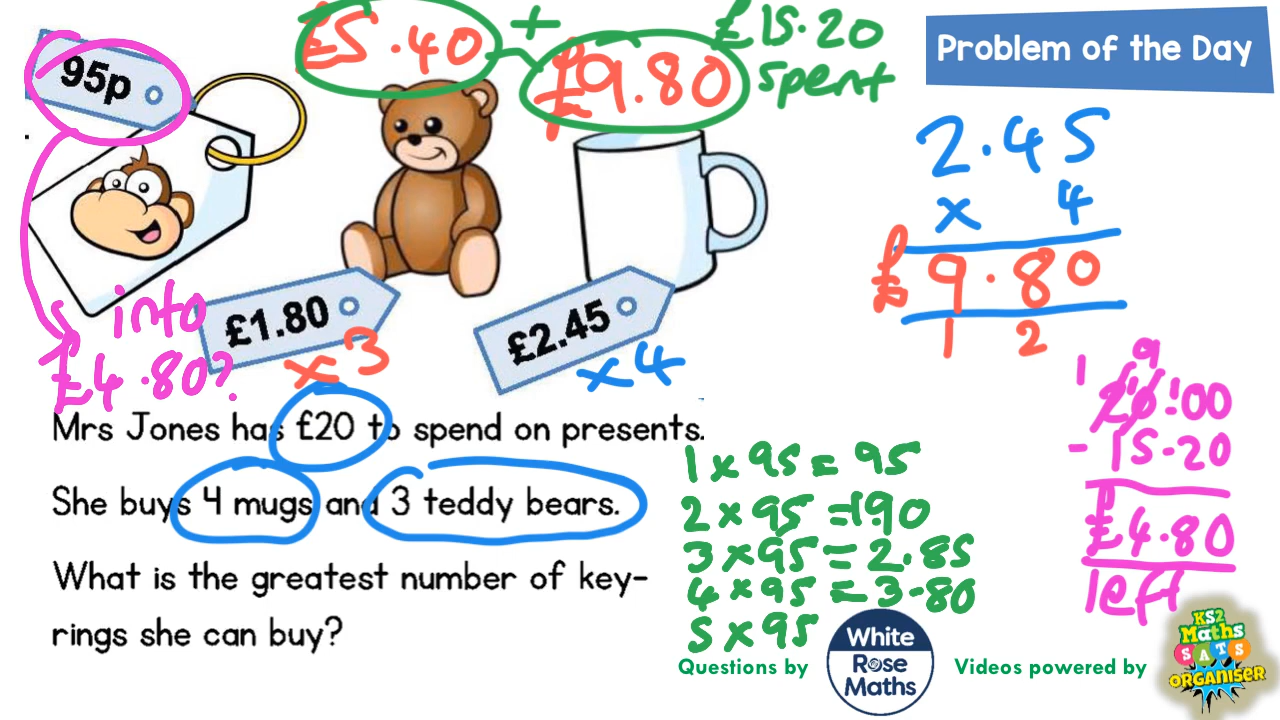 £5.40 + £9.80
£15.20
spent
Problem of the Day
95p
2.45
x 4
£9.80
1 2
into
£4.80?
£1.80
x3
£2.45
x4
1 9
20.100
- 15.20
£4.80
left
Mrs Jones has £20 to spend on presents.
She buys 4 mugs and 3 teddy bears.
What is the greatest number of key-
rings she can buy?
1 x 95 = 95
2 x 95 = 1.90
3 x 95 = 2.85
4 x 95 = 3.80
5 x 95
Questions by
White
Rose
Maths
Videos powered by
KS2
Maths
SATS
ORGANISER